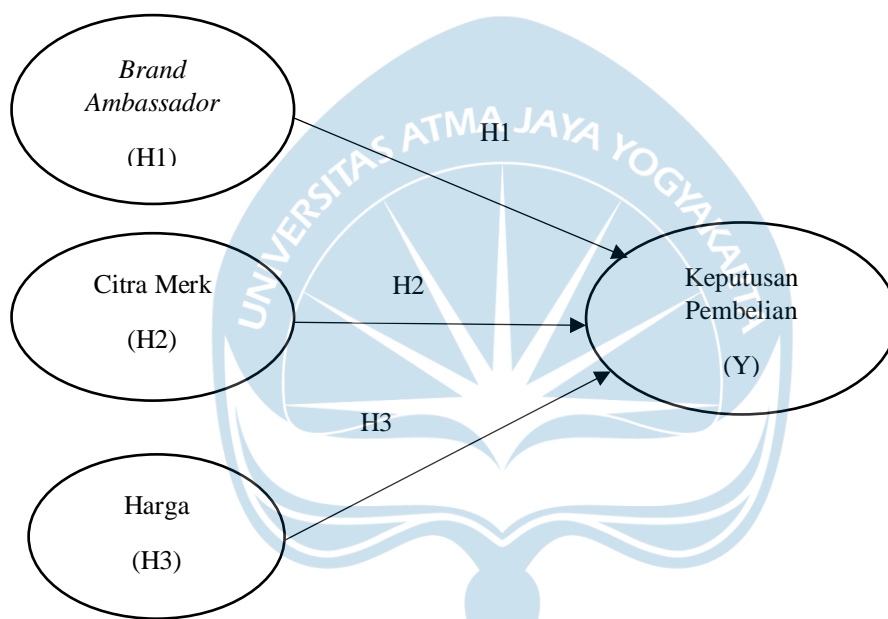 Brand
Ambassador
(H1)
H1
UNIVERSITAS ATMA JAYA YOGYAKARTA
Citra Merk
(H2)
H2
Keputusan
Pembelian
(Y)
H3
Harga
(H3)